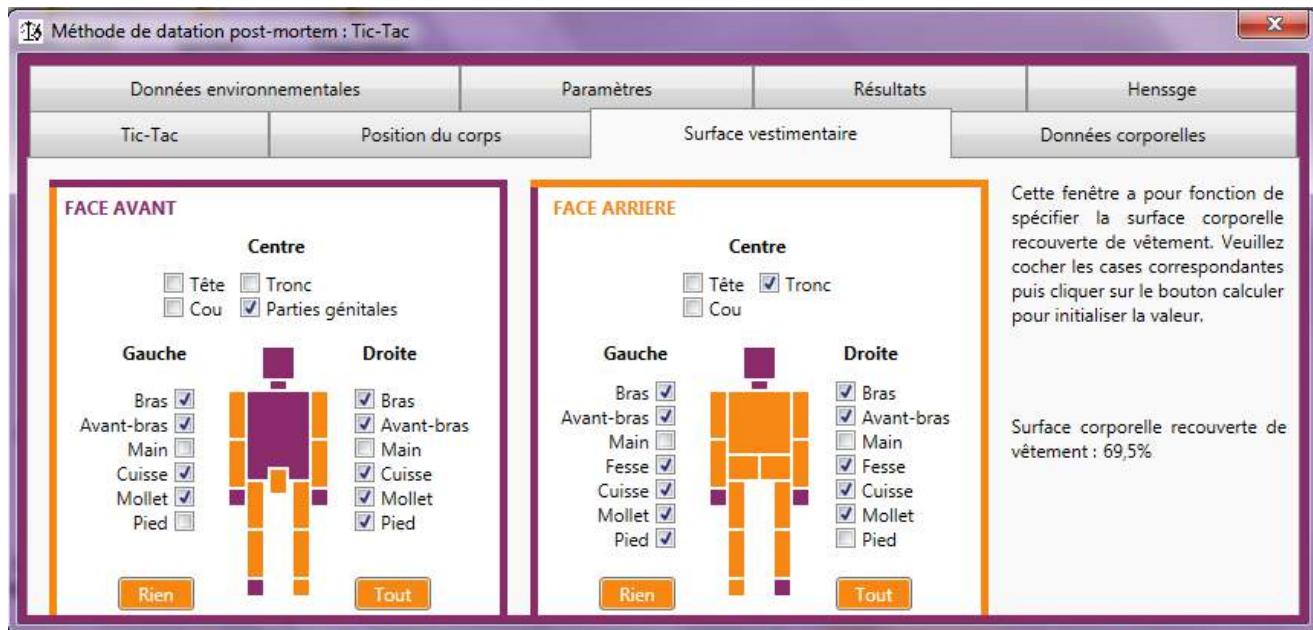 Méthode de datation post-mortem : Tic-Tac
Données environnementales Paramètres Résultats Henssge
Tic-Tac Position du corps Surface vestimentaire Données corporelles
FACE AVANT
Centre
Tête Tronc
Cou Parties génitales
Gauche Droite
Bras Bras
Avant-bras Avant-bras
Main Main
Cuisse Cuisse
Mollet Mollet
Pied Pied
Rien Tout
FACE ARRIERE
Centre
Tête Tronc
Cou
Gauche Droite
Bras Bras
Avant-bras Avant-bras
Main Main
Fesse Fesse
Cuisse Cuisse
Mollet Mollet
Pied Pied
Rien Tout
Cette fenêtre a pour fonction de
spécifier la surface corporelle
recouverte de vêtement. Veuillez
cocher les cases correspondantes
puis cliquer sur le bouton calculer
pour initialiser la valeur.
Surface corporelle recouverte de
vêtement : 69,5%